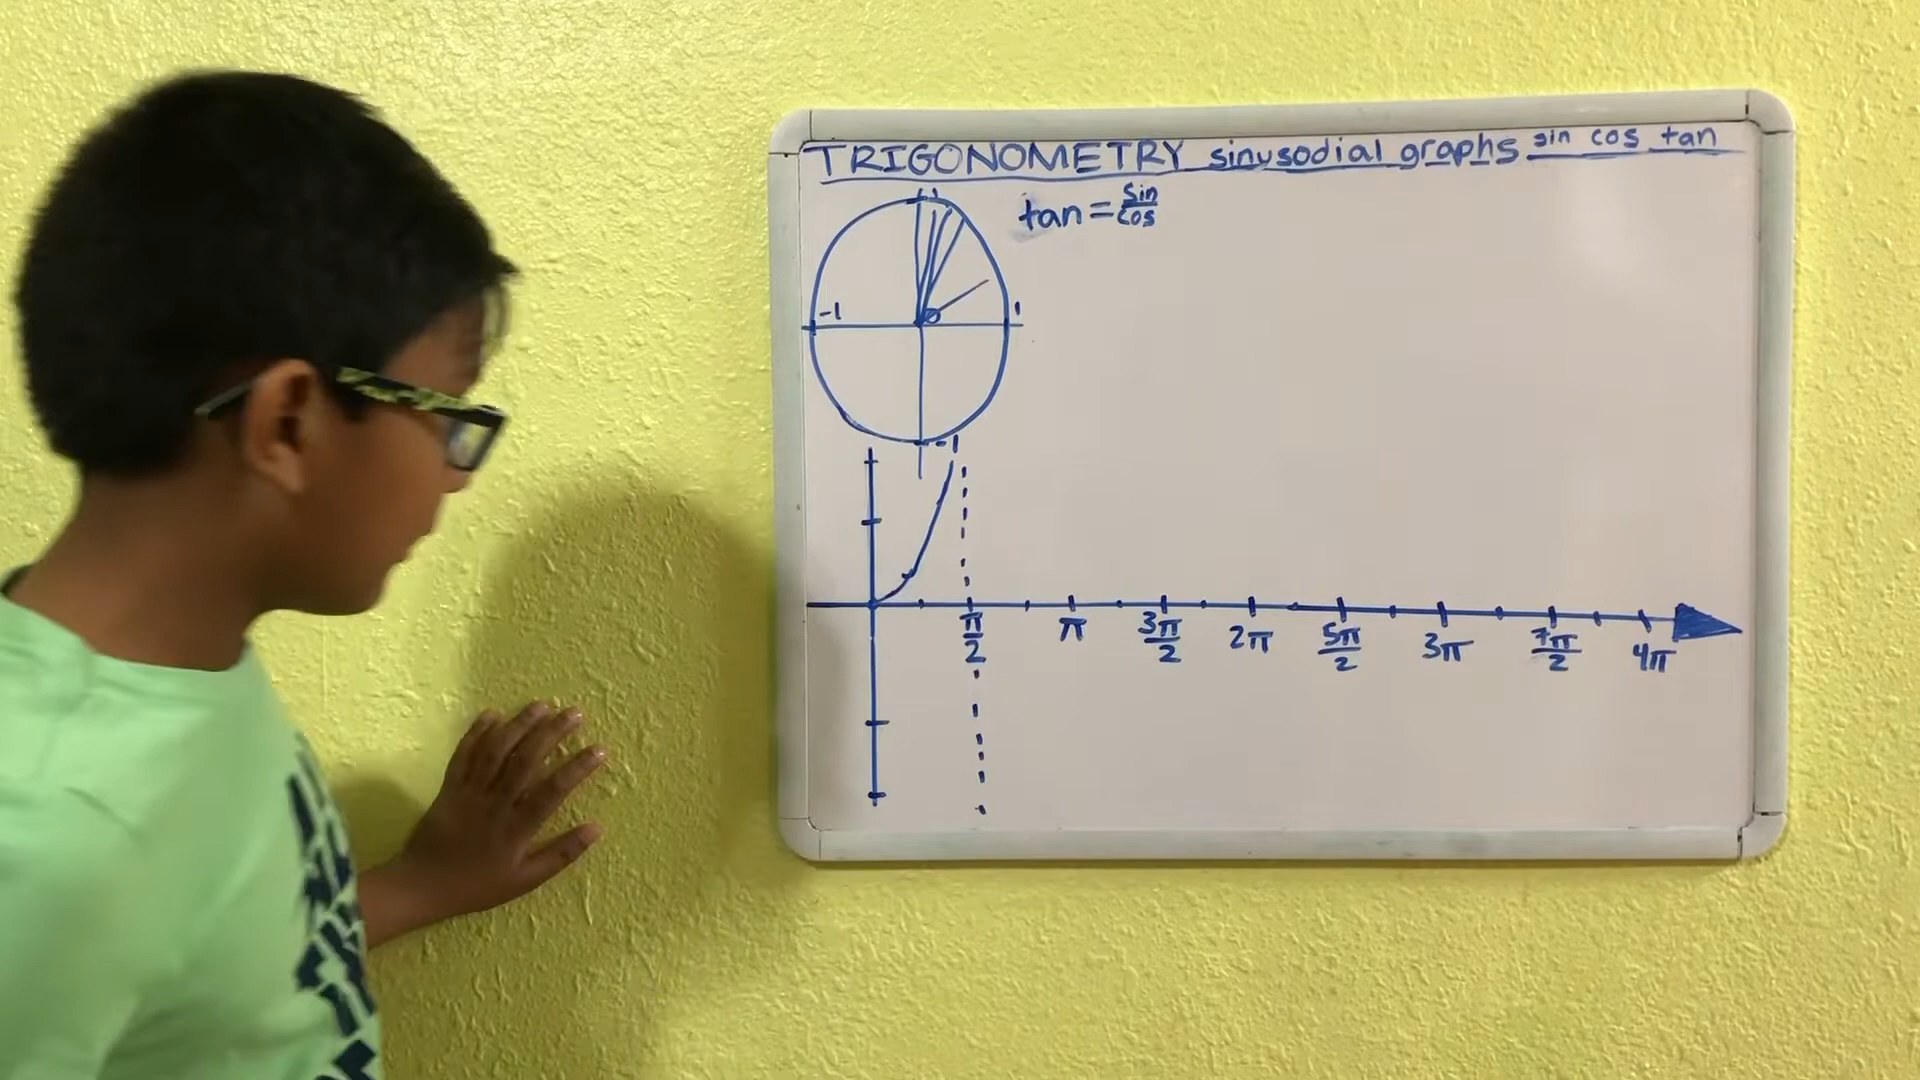 TRIGONOMETRY sinusodial graphs sin cos tan
tan = sin/cos
1
-1
1
-1
π/2 π 3π/2 2π 5π/2 3π 7π/2 4π